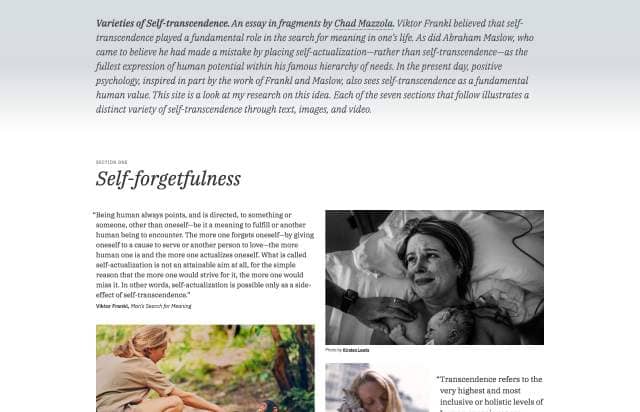 Varieties of Self-transcendence. An essay in fragments by Chad Mazzola. Viktor Frankl believed that self-
transcendence played a fundamental role in the search for meaning in one's life. As did Abraham Maslow, who
came to believe he had made a mistake by placing self-actualization—rather than self-transcendence—as the
fullest expression of human potential within his famous hierarchy of needs. In the present day, positive
psychology, inspired in part by the work of Frankl and Maslow, also sees self-transcendence as a fundamental
human value. This site is a look at my research on this idea. Each of the seven sections that follow illustrates a
distinct variety of self-transcendence through text, images, and video.
SECTION ONE
Self-forgetfulness
"Being human always points, and is directed, to something or
someone, other than oneself—be it a meaning to fulfill or another
human being to encounter. The more one forgets oneself—by giving
oneself to a cause to serve or another person to love—the more
human one is and the more one actualizes oneself. What is called
self-actualization is not an attainable aim at all, for the simple
reason that the more one would strive for it, the more one would
miss it. In other words, self-actualization is possible only as a side-
effect of self-transcendence."
Viktor Frankl, Man's Search for Meaning
Photo by Kirsten Lewis
"Transcendence refers to the
very highest and most
inclusive or holistic levels of